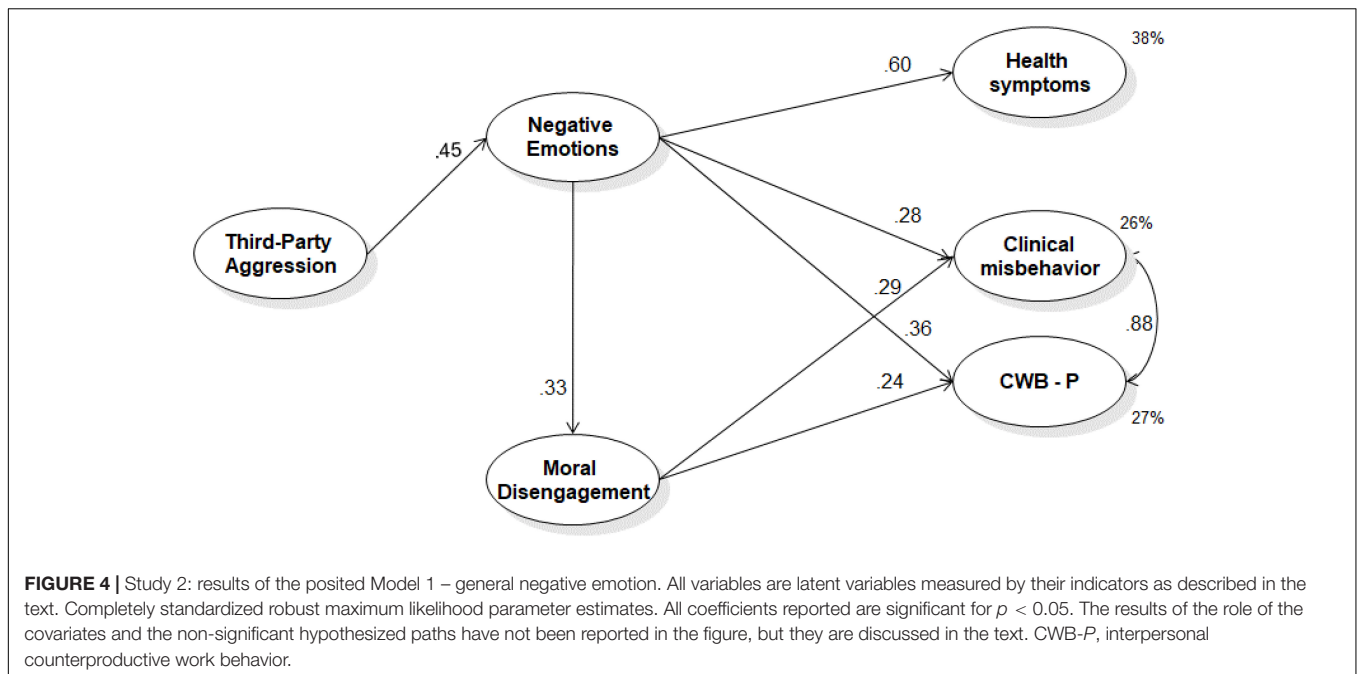 38%
Health
symptoms
.60
Negative
Emotions
.45
.28
26%
Third-Party
Aggression
Clinical
misbehavior
.29
.36
.88
.33
.24
CWB - P
27%
Moral
Disengagement
FIGURE 4 | Study 2: results of the posited Model 1 – general negative emotion. All variables are latent variables measured by their indicators as described in the
text. Completely standardized robust maximum likelihood parameter estimates. All coefficients reported are significant for p < 0.05. The results of the role of the
covariates and the non-significant hypothesized paths have not been reported in the figure, but they are discussed in the text. CWB-P, interpersonal
counterproductive work behavior.